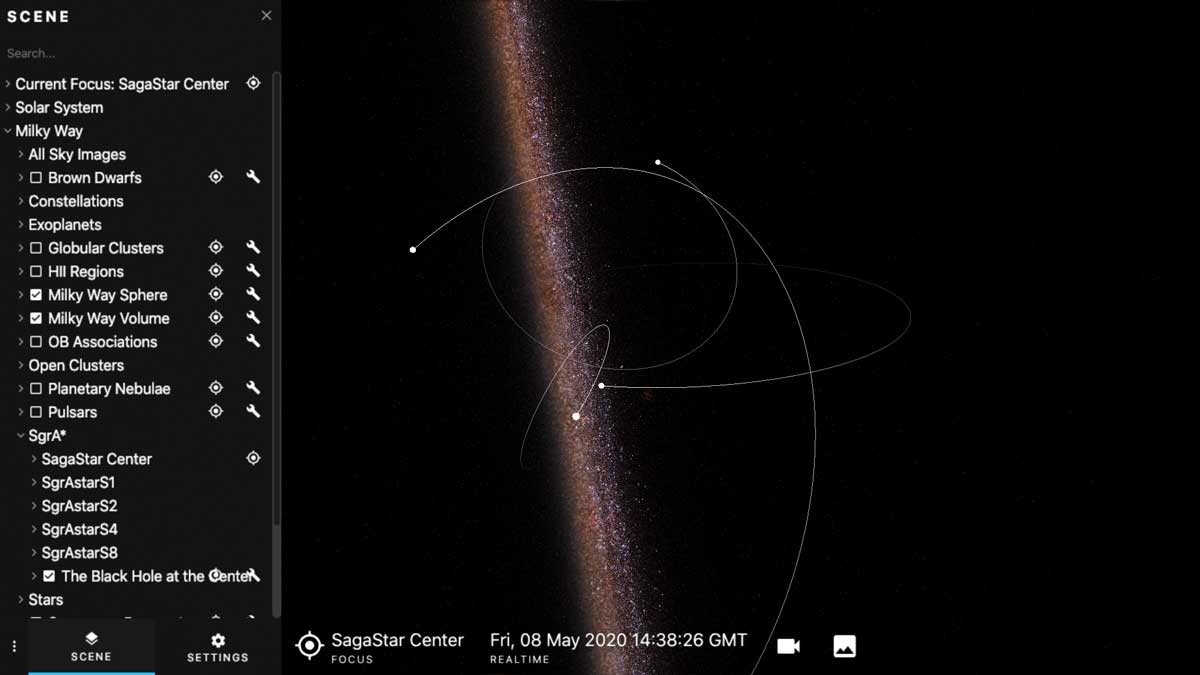 SCENE
Search...
Current Focus: SagaStar Center
Solar System
Milky Way
All Sky Images
Brown Dwarfs
Constellations
Exoplanets
Globular Clusters
HII Regions
Milky Way Sphere
Milky Way Volume
OB Associations
Open Clusters
Planetary Nebulae
Pulsars
SgrA*
SagaStar Center
SgrAstarS1
SgrAstarS2
SgrAstarS4
SgrAstarS8
The Black Hole at the Center
Stars
SCENE
SETTINGS
SagaStar Center
FOCUS
Fri, 08 May 2020 14:38:26 GMT
REALTIME